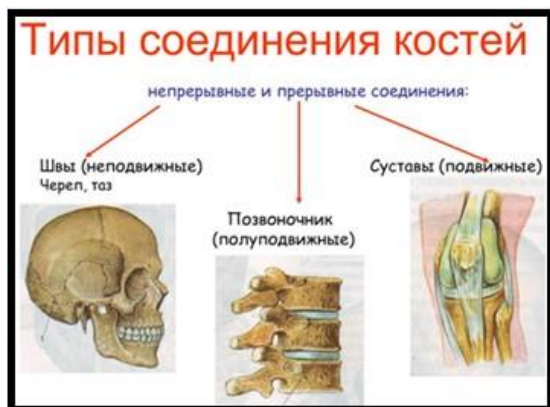 Типы соединения костей
непрерывные и прерывные соединения:
Швы (неподвижные)
Череп, таз
Позвоночник
(полуподвижные)
Суставы (подвижные)